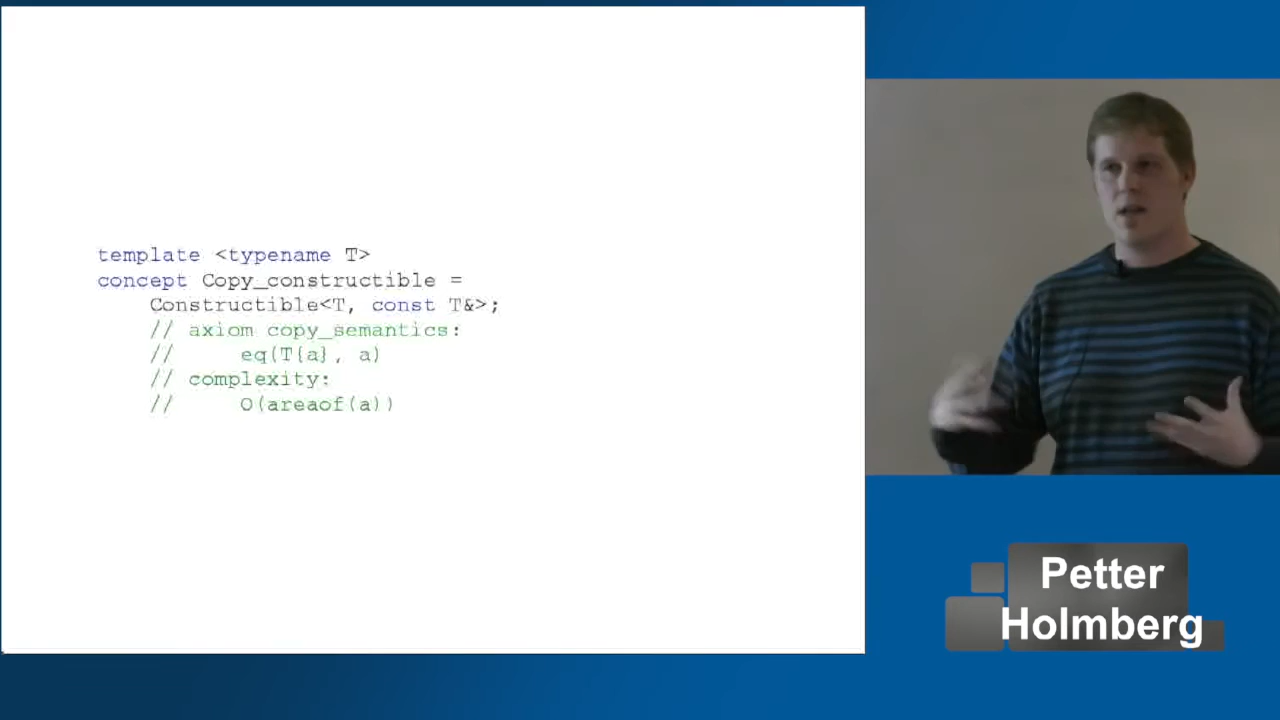 template <typename T>
concept Copy_constructible =
    Constructible<T, const T&>;
    // axiom copy_semantics:
    //     eq(T{a}, a)
    // complexity:
    //     O(areaof(a))
Petter
Holmberg